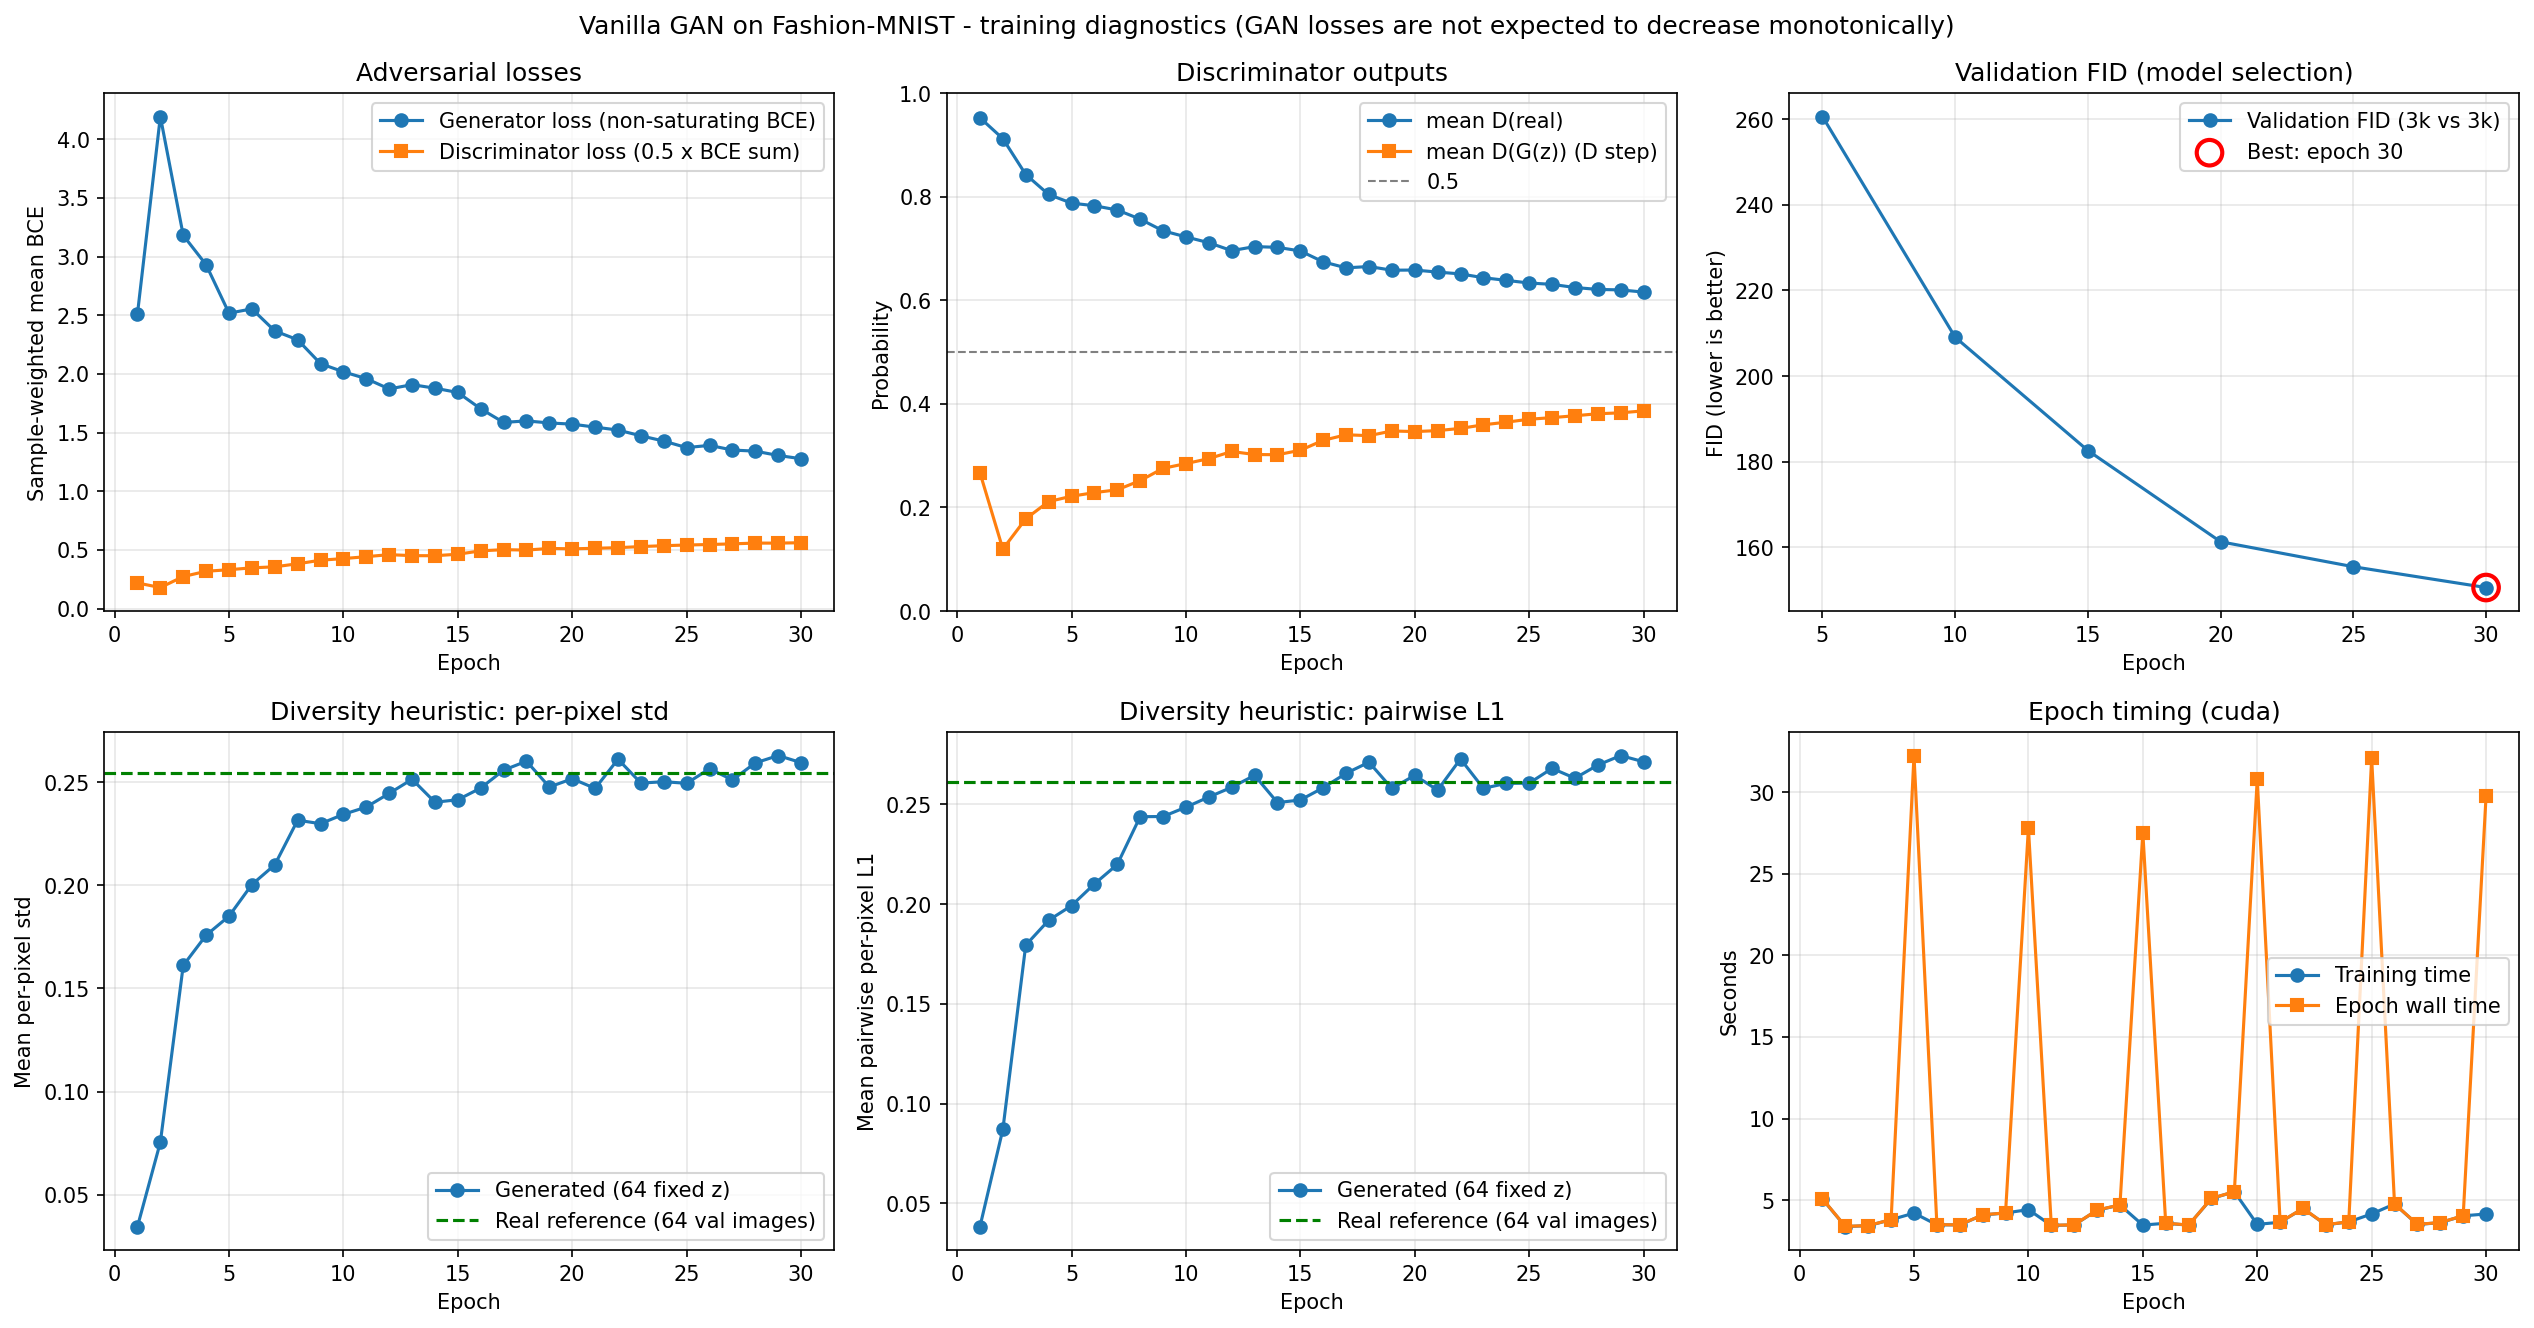 Vanilla GAN on Fashion-MNIST - training diagnostics (GAN losses are not expected to decrease monotonically)
Adversarial losses
Sample-weighted mean BCE
4.0
3.5
3.0
2.5
2.0
1.5
1.0
0.5
0.0
Generator loss (non-saturating BCE)
Discriminator loss (0.5 x BCE sum)
0 5 10 15 20 25 30
Epoch
Discriminator outputs
Probability
1.0
0.8
0.6
0.4
0.2
0.0
mean D(real)
mean D(G(z)) (D step)
0.5
0 5 10 15 20 25 30
Epoch
Validation FID (model selection)
FID (lower is better)
260
240
220
200
180
160
Validation FID (3k vs 3k)
Best: epoch 30
5 10 15 20 25 30
Epoch
Diversity heuristic: per-pixel std
Mean per-pixel std
0.25
0.20
0.15
0.10
0.05
Generated (64 fixed z)
Real reference (64 val images)
0 5 10 15 20 25 30
Epoch
Diversity heuristic: pairwise L1
Mean pairwise per-pixel L1
0.25
0.20
0.15
0.10
0.05
Generated (64 fixed z)
Real reference (64 val images)
0 5 10 15 20 25 30
Epoch
Epoch timing (cuda)
Seconds
30
25
20
15
10
5
Training time
Epoch wall time
0 5 10 15 20 25 30
Epoch